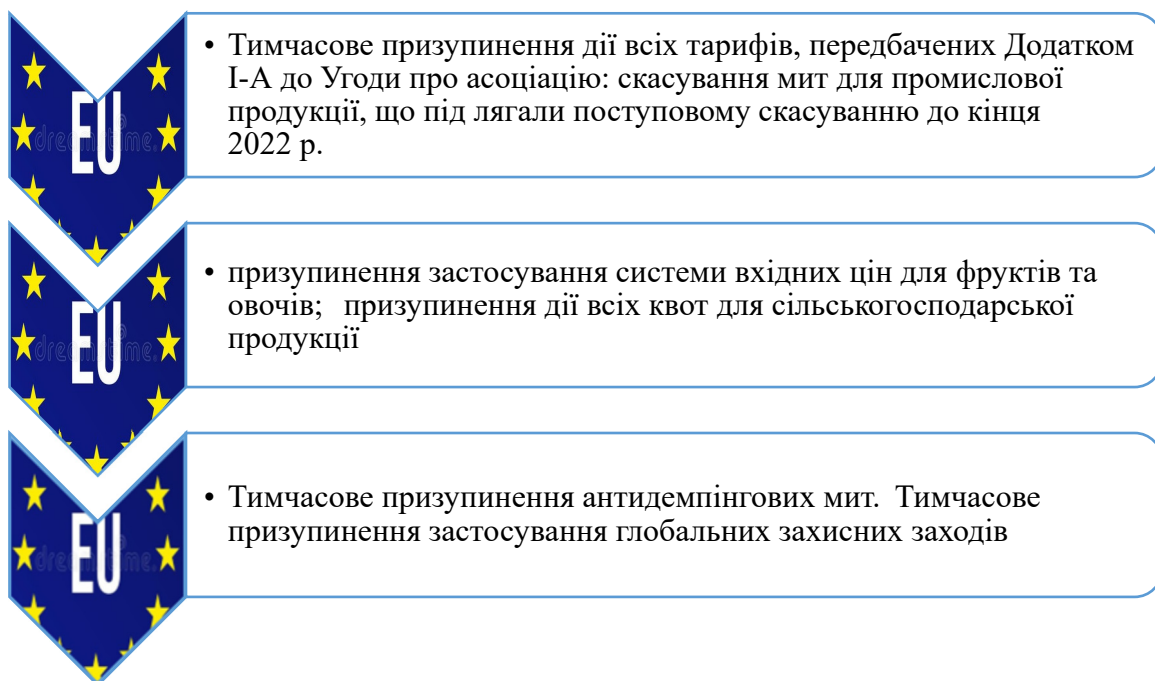 EU
• Тимчасове призупинення дії всіх тарифів, передбачених Додатком
І-А до Угоди про асоціацію: скасування мит для промислової
продукції, що під лягали поступовому скасуванню до кінця
2022 р.
EU
• призупинення застосування системи вхідних цін для фруктів та
овочів;   призупинення дії всіх квот для сільськогосподарської
продукції
EU
• Тимчасове призупинення антидемпінгових мит.  Тимчасове
призупинення застосування глобальних захисних заходів